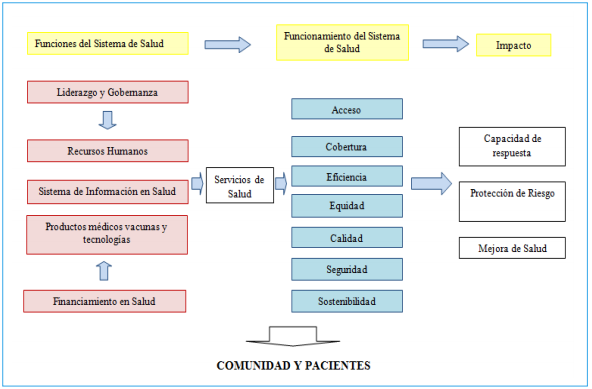 Funciones del Sistema de Salud
Funcionamiento del Sistema
de Salud
Impacto
Liderazgo y Gobernanza
Recursos Humanos
Sistema de Información en Salud
Productos médicos vacunas y
tecnologías
Financiamiento en Salud
Servicios de
Salud
Acceso
Cobertura
Eficiencia
Equidad
Calidad
Seguridad
Sostenibilidad
Capacidad de
respuesta
Protección de Riesgo
Mejora de Salud
COMUNIDAD Y PACIENTES